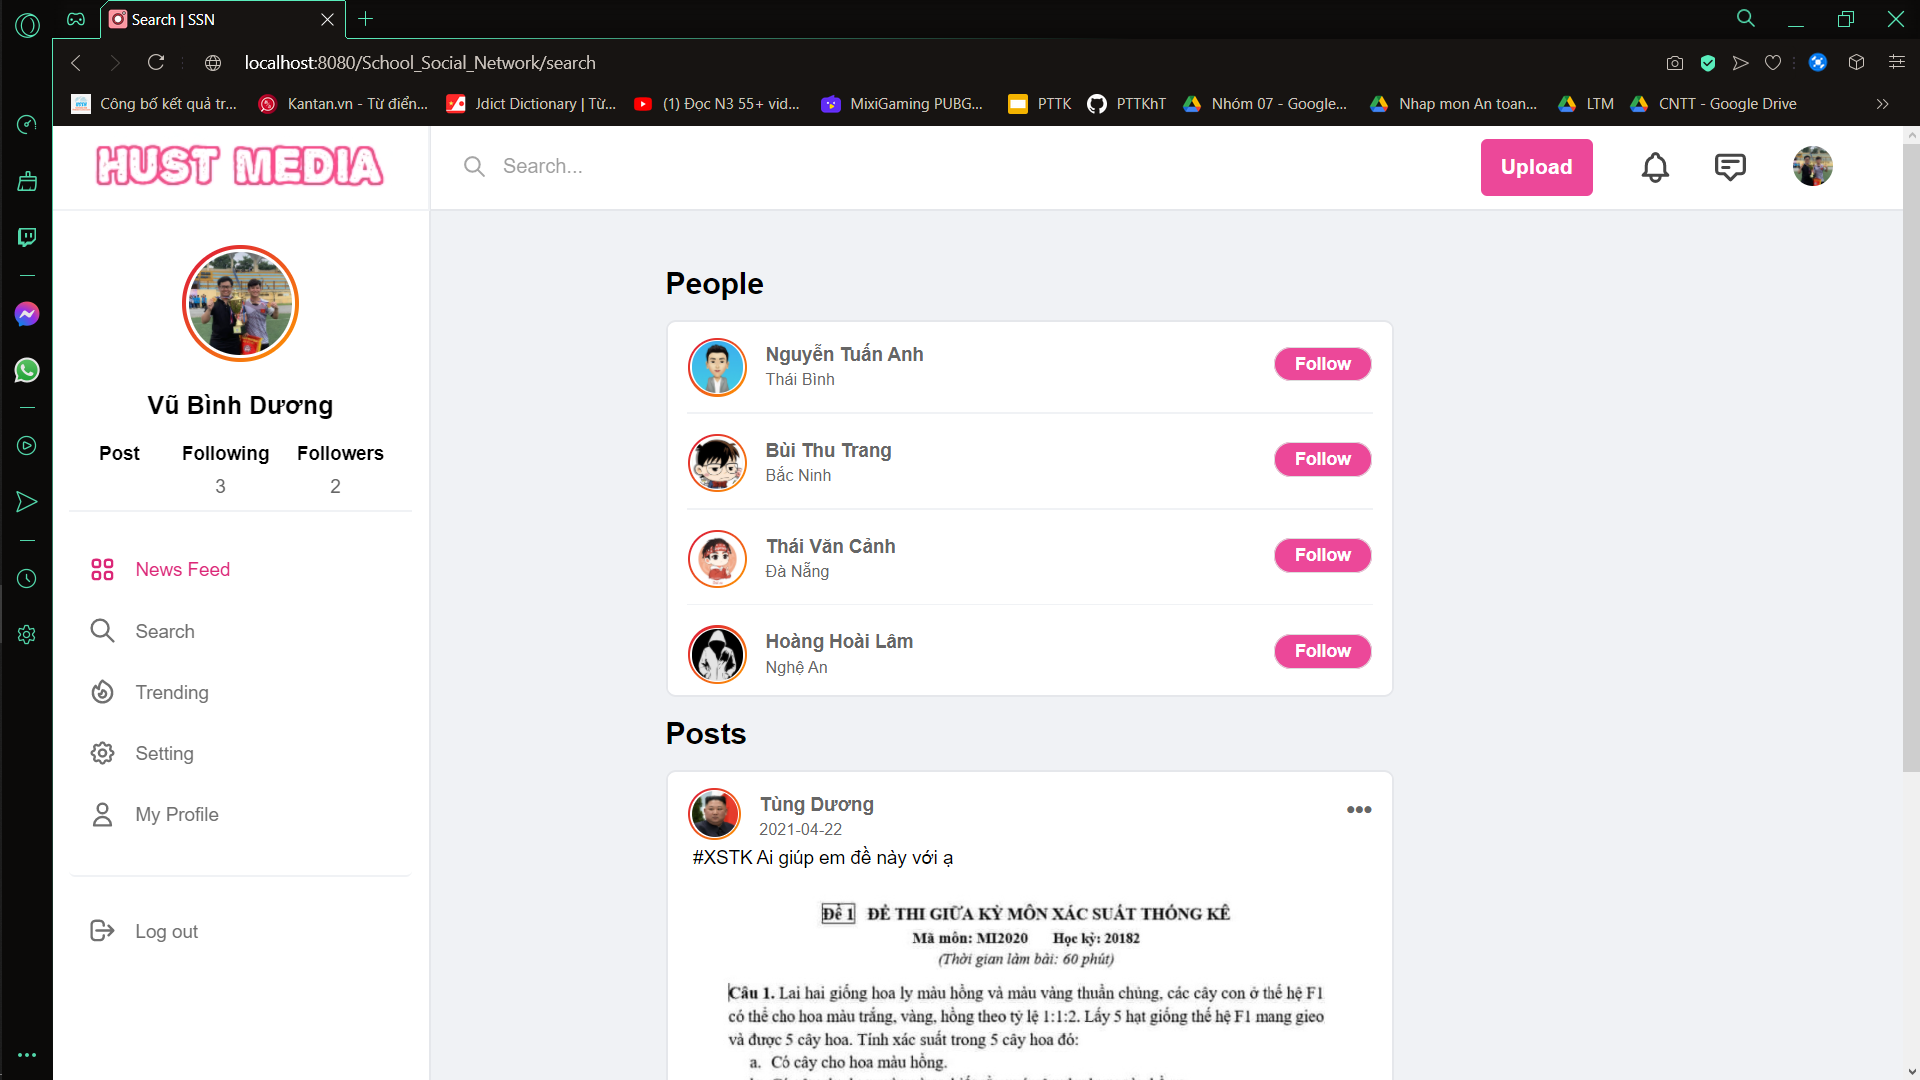 Search | SSN
localhost:8080/School_Social_Network/search
Công bố kết quả tr...
Kantan.vn - Từ điển...
Jdict Dictionary | Từ...
(1) Đọc N3 55+ vid...
MixiGaming PUBG...
PTTK
PTTKhT
Nhóm 07 - Google...
Nhap mon An toan...
LTM
CNTT - Google Drive
HUST MEDIA
Search...
Upload
Vũ Bình Dương
Post Following Followers
3 2
News Feed
Search
Trending
Setting
My Profile
Log out
People
Nguyễn Tuấn Anh
Thái Bình
Follow
Bùi Thu Trang
Bắc Ninh
Follow
Thái Văn Cảnh
Đà Nẵng
Follow
Hoàng Hoài Lâm
Nghệ An
Follow
Posts
Tùng Dương
2021-04-22
#XSTK Ai giúp em đề này với ạ
Đề 1 ĐỀ THI GIỮA KỲ MÔN XÁC SUẤT THỐNG KÊ
Mã môn: MI2020 Học kỳ: 20182
(Thời gian làm bài: 60 phút)
Câu 1. Lai hai giống hoa ly màu hồng và màu vàng thuần chủng, các cây con ở thế hệ F1
có thể cho hoa màu trắng, vàng, hồng theo tỷ lệ 1:1:2. Lấy 5 hạt giống thế hệ F1 mang gieo
và được 5 cây hoa. Tính xác suất trong 5 cây hoa đó:
a. Có cây cho hoa màu hồng.